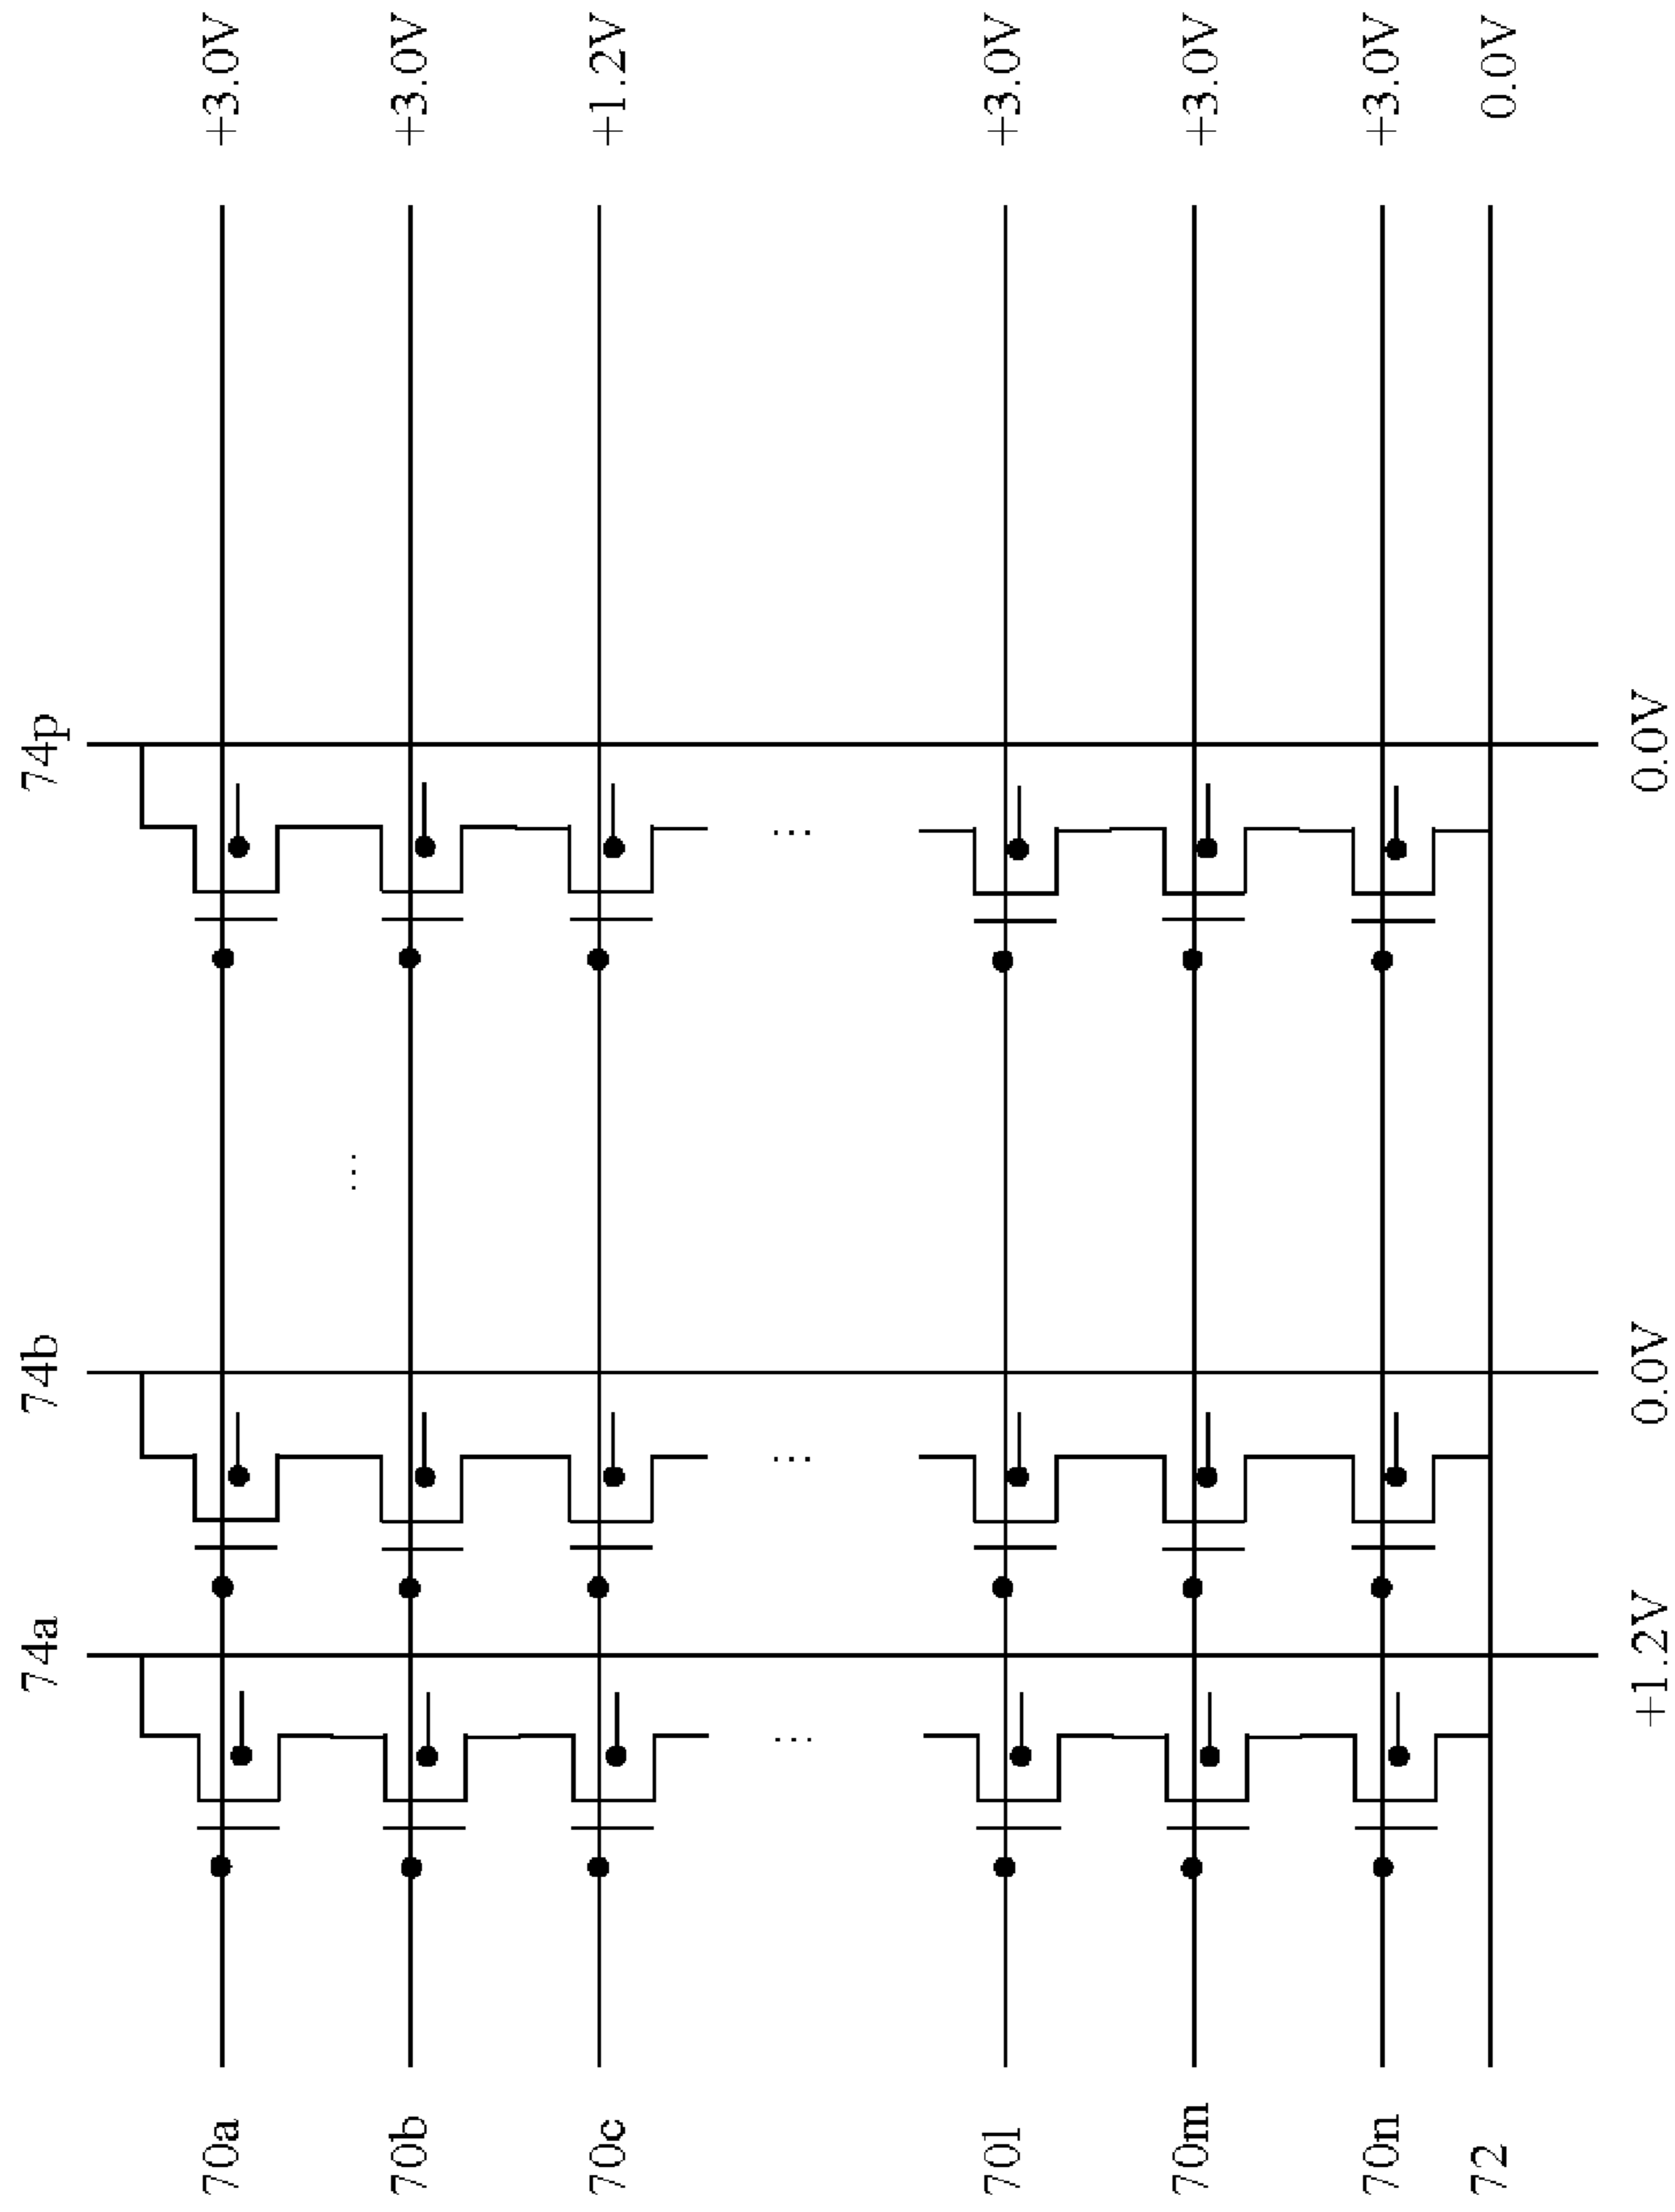 74a 74b 74p
70a +3.0V
70b +3.0V
70c +1.2V
70l +3.0V
70m +3.0V
70n +3.0V
72 0.0V
+1.2V 0.0V 0.0V